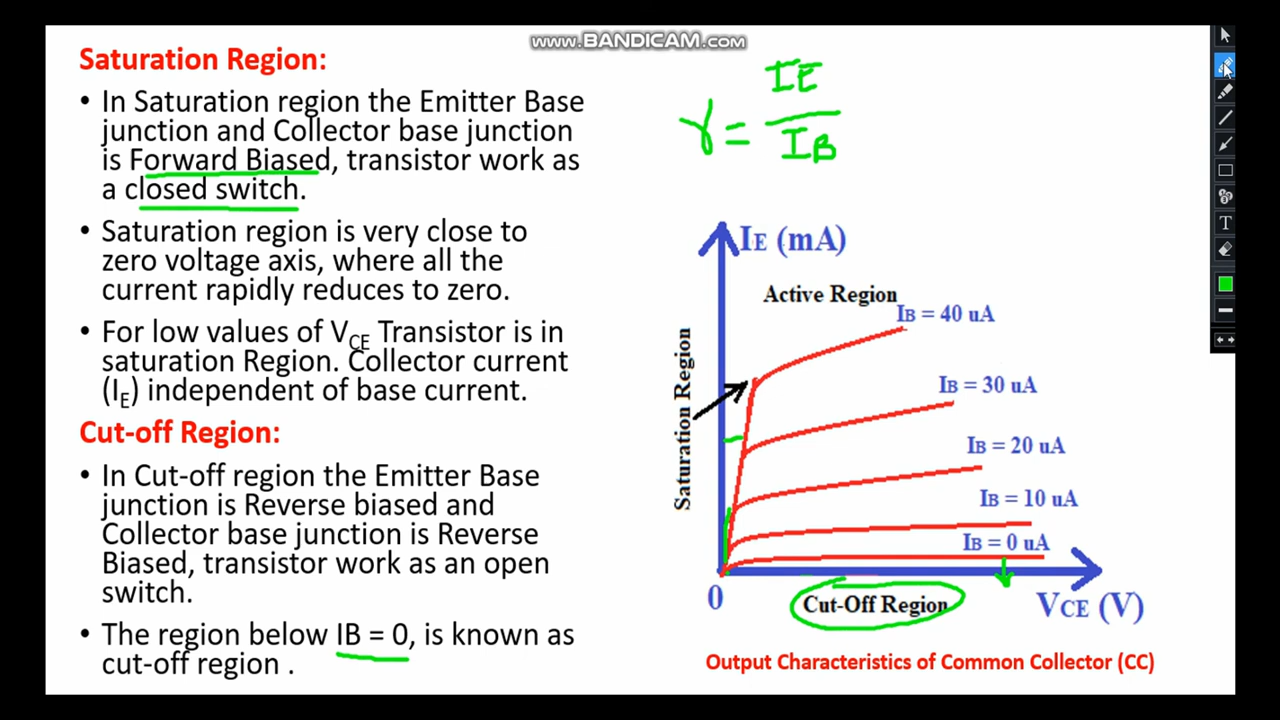 www.BANDICAM.com
Saturation Region:
• In Saturation region the Emitter Base
junction and Collector base junction
is Forward Biased, transistor work as
a closed switch.
• Saturation region is very close to
zero voltage axis, where all the
current rapidly reduces to zero.
• For low values of VCE Transistor is in
saturation Region. Collector current
(IE) independent of base current.
Cut-off Region:
• In Cut-off region the Emitter Base
junction is Reverse biased and
Collector base junction is Reverse
Biased, transistor work as an open
switch.
• The region below IB = 0, is known as
cut-off region .
γ = IE
IB
IE (mA)
Active Region
IB = 40 uA
Saturation Region
IB = 30 uA
IB = 20 uA
IB = 10 uA
IB = 0 uA
0
Cut-Off Region
VCE (V)
Output Characteristics of Common Collector (CC)
T